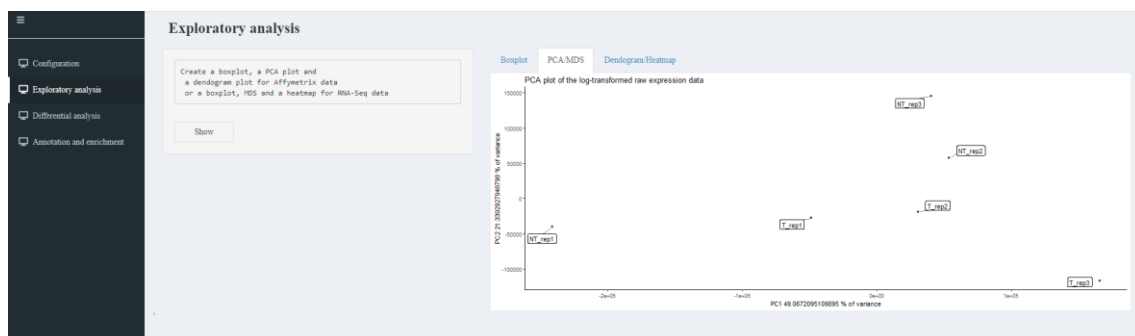 Exploratory analysis
Configuration
Exploratory analysis
Differential analysis
Annotation and enrichment
Create a boxplot, a PCA plot and
a dendogram plot for Affymetrix data
or a boxplot, MDS and a heatmap for RNA-Seq data
Show
Boxplot PCA/MDS Dendogram/Heatmap
PCA plot of the log-transformed raw expression data
150000
100000
50000
0
-50000
-100000
NT_rep3
NT_rep2
T_rep2
T_rep1
NT_rep1
T_rep3
-2e+05 -1e+05 0e+00 1e+05
PC1 49.0672095109895 % of variance